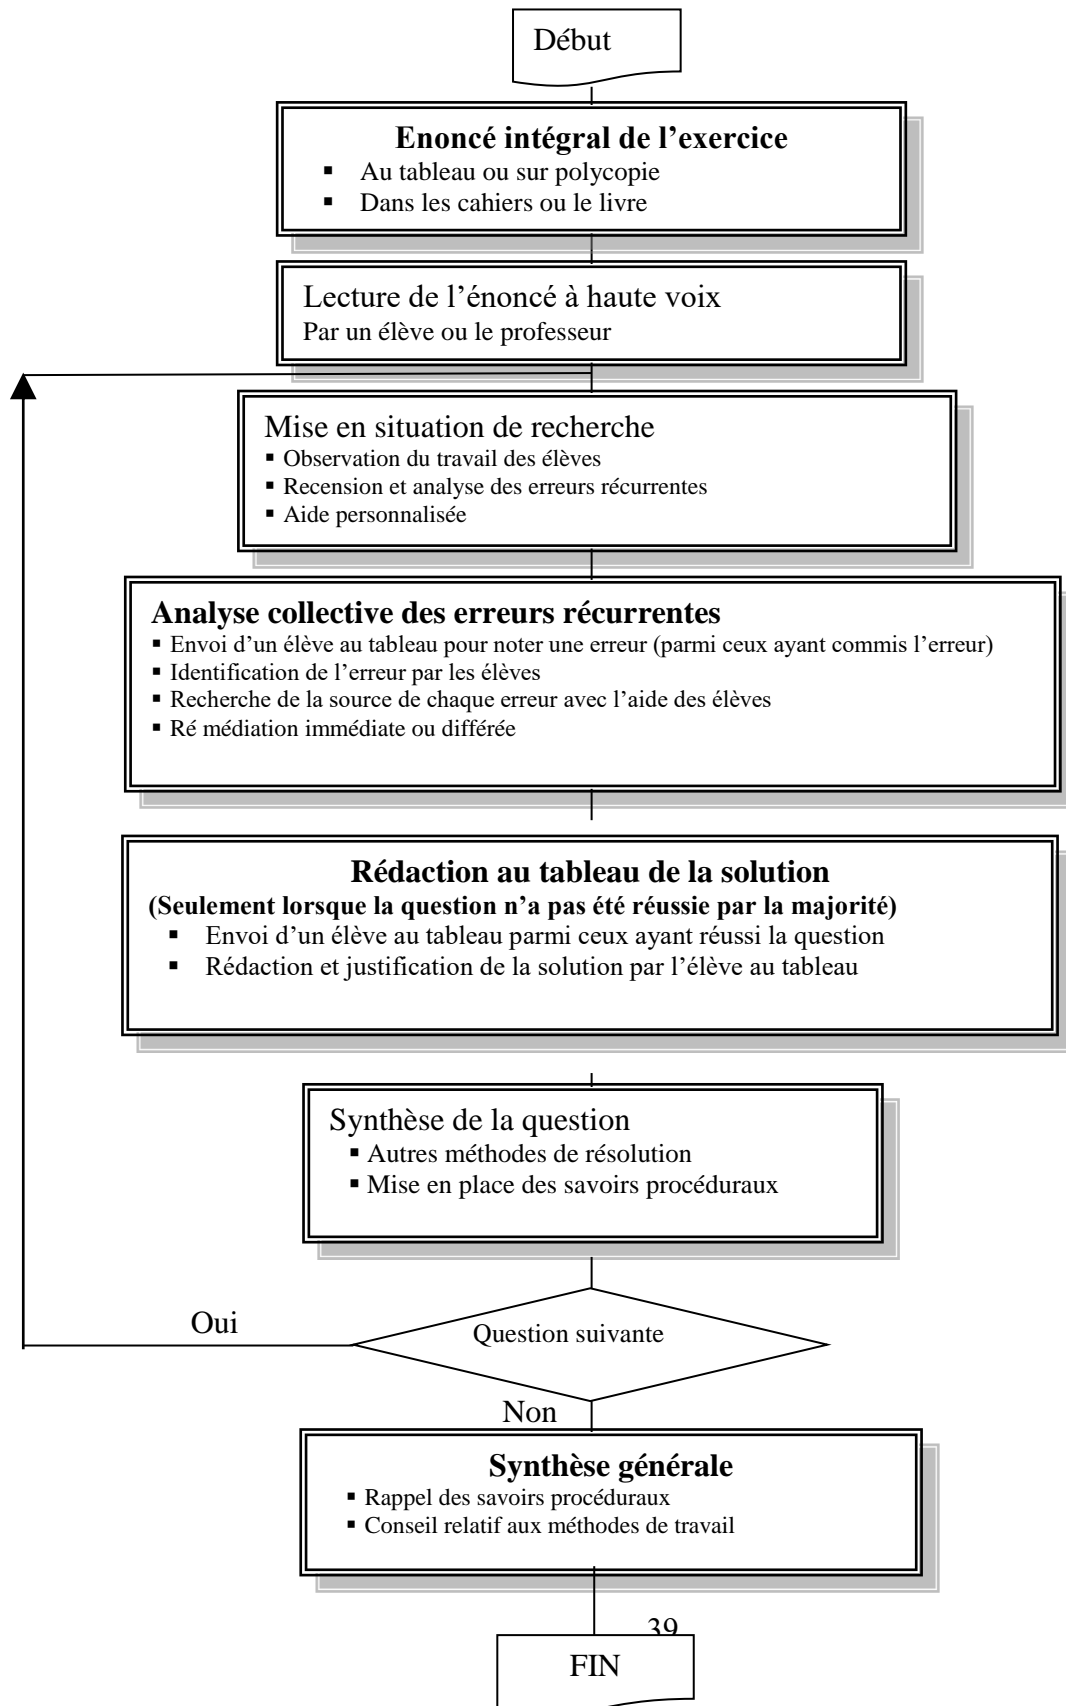 Début
Enoncé intégral de l’exercice
▪ Au tableau ou sur polycopie
▪ Dans les cahiers ou le livre
Lecture de l’énoncé à haute voix
Par un élève ou le professeur
Mise en situation de recherche
▪ Observation du travail des élèves
▪ Recension et analyse des erreurs récurrentes
▪ Aide personnalisée
Analyse collective des erreurs récurrentes
▪ Envoi d’un élève au tableau pour noter une erreur (parmi ceux ayant commis l’erreur)
▪ Identification de l’erreur par les élèves
▪ Recherche de la source de chaque erreur avec l’aide des élèves
▪ Ré médiation immédiate ou différée
Rédaction au tableau de la solution
(Seulement lorsque la question n’a pas été réussie par la majorité)
▪ Envoi d’un élève au tableau parmi ceux ayant réussi la question
▪ Rédaction et justification de la solution par l’élève au tableau
Synthèse de la question
▪ Autres méthodes de résolution
▪ Mise en place des savoirs procéduraux
Oui
Question suivante
Non
Synthèse générale
▪ Rappel des savoirs procéduraux
▪ Conseil relatif aux méthodes de travail
39
FIN